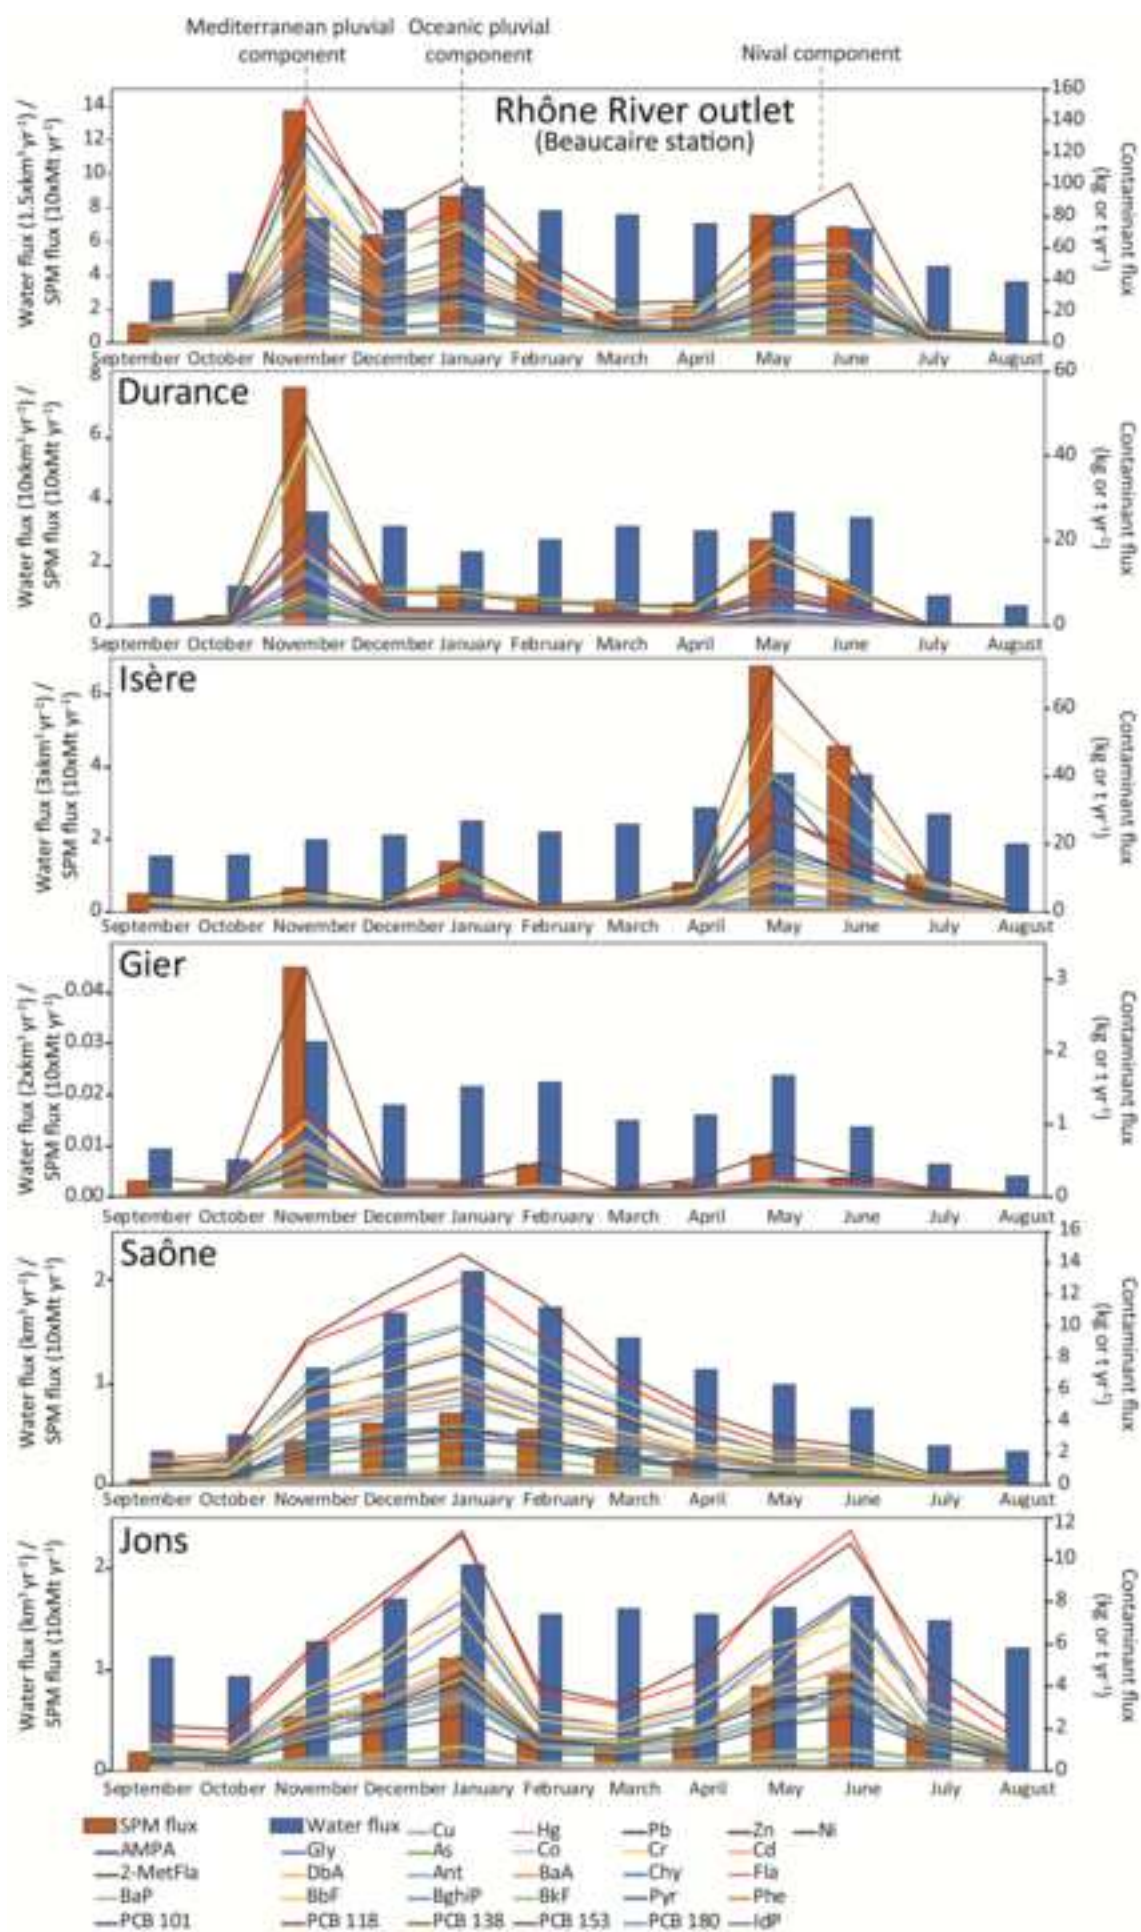 Mediterranean pluvial component
Oceanic pluvial component
Nival component
Rhône River outlet
(Beaucaire station)
Water flux (1.5xkm³ yr⁻¹) /
SPM flux (10xMt yr⁻¹)
14
12
10
8
6
4
2
0
160
140
120
100
80
60
40
20
0
Contaminant flux
(kg or t yr⁻¹)
September October November December January February March April May June July August
Durance
Water flux (10xkm³ yr⁻¹) /
SPM flux (10xMt yr⁻¹)
8
6
4
2
0
60
40
20
0
Contaminant flux
(kg or t yr⁻¹)
September October November December January February March April May June July August
Isère
Water flux (3xkm³ yr⁻¹) /
SPM flux (10xMt yr⁻¹)
6
4
2
0
60
40
20
0
Contaminant flux
(kg or t yr⁻¹)
September October November December January February March April May June July August
Gier
Water flux (2xkm³ yr⁻¹) /
SPM flux (10xMt yr⁻¹)
0.04
0.03
0.02
0.01
0.00
3
2
1
0
Contaminant flux
(kg or t yr⁻¹)
September October November December January February March April May June July August
Saône
Water flux (km³ yr⁻¹) /
SPM flux (10xMt yr⁻¹)
2
1
0
16
14
12
10
8
6
4
2
0
Contaminant flux
(kg or t yr⁻¹)
September October November December January February March April May June July August
Jons
Water flux (km³ yr⁻¹) /
SPM flux (10xMt yr⁻¹)
2
1
0
12
10
8
6
4
2
0
Contaminant flux
(kg or t yr⁻¹)
September October November December January February March April May June July August
SPM flux Water flux Cu Hg Pb Zn Ni
AMPA Gly As Co Cr Cd
2-MetFla DbA Ant BaA Chy Fla
BaP BbF BghiP BkF Pyr Phe
PCB 101 PCB 118 PCB 138 PCB 153 PCB 180 IdP